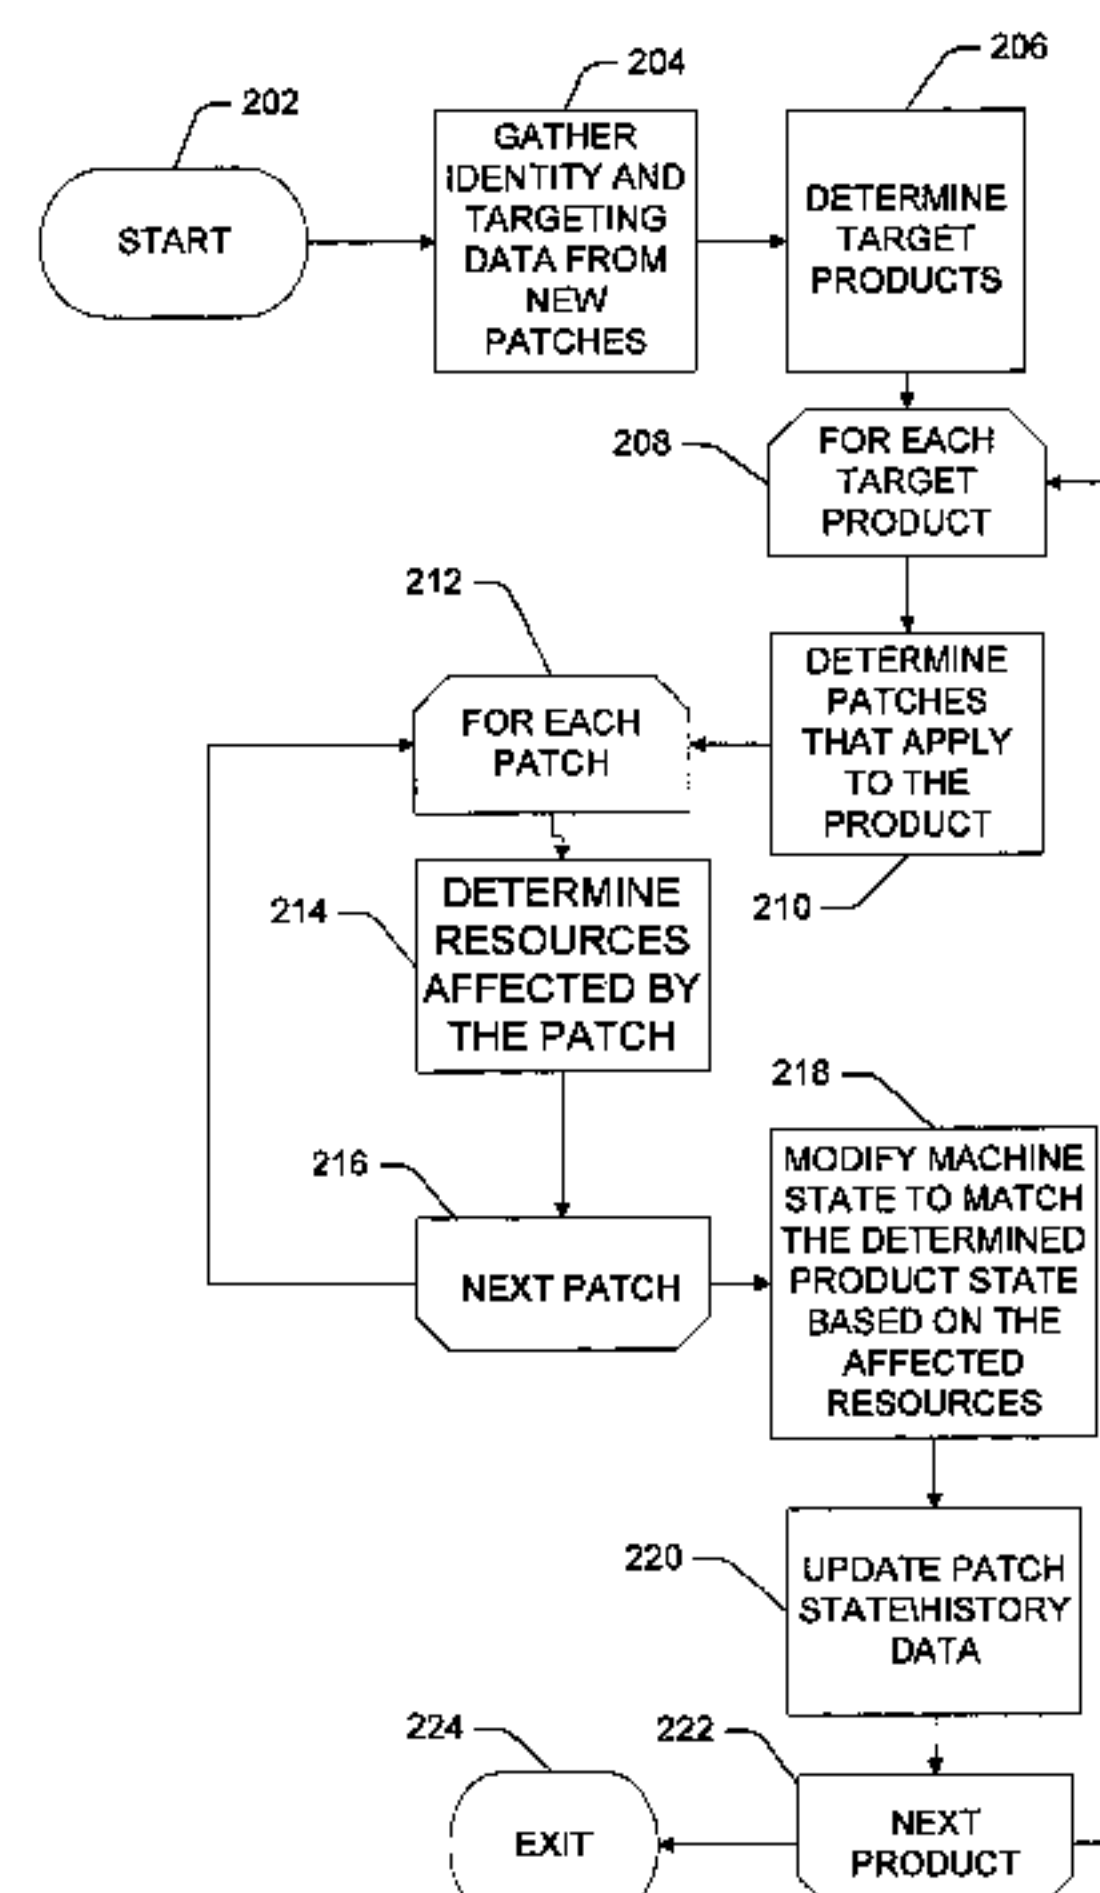 202
204
206
START
GATHER
IDENTITY AND
TARGETING
DATA FROM
NEW
PATCHES
DETERMINE
TARGET
PRODUCTS
208
FOR EACH
TARGET
PRODUCT
212
FOR EACH
PATCH
DETERMINE
PATCHES
THAT APPLY
TO THE
PRODUCT
210
214
DETERMINE
RESOURCES
AFFECTED BY
THE PATCH
216
NEXT PATCH
218
MODIFY MACHINE
STATE TO MATCH
THE DETERMINED
PRODUCT STATE
BASED ON THE
AFFECTED
RESOURCES
220
UPDATE PATCH
STATE\HISTORY
DATA
224
222
EXIT
NEXT
PRODUCT